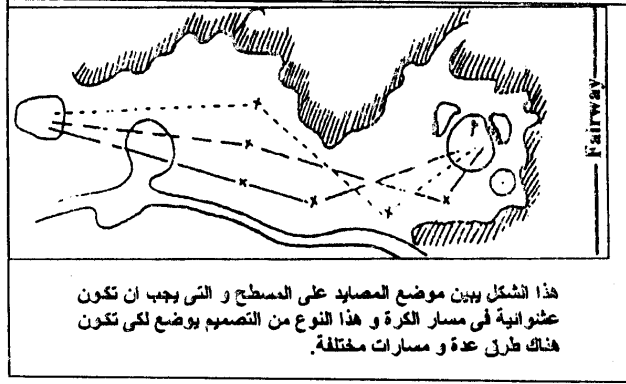 Fairway
هذا الشكل يبين موضع المصايد على المسطح و التى يجب ان تكون
عشوائية فى مسار الكرة و هذا النوع من التصميم يوضع لكى تكون
هناك طرق عدة و مسارات مختلفة.